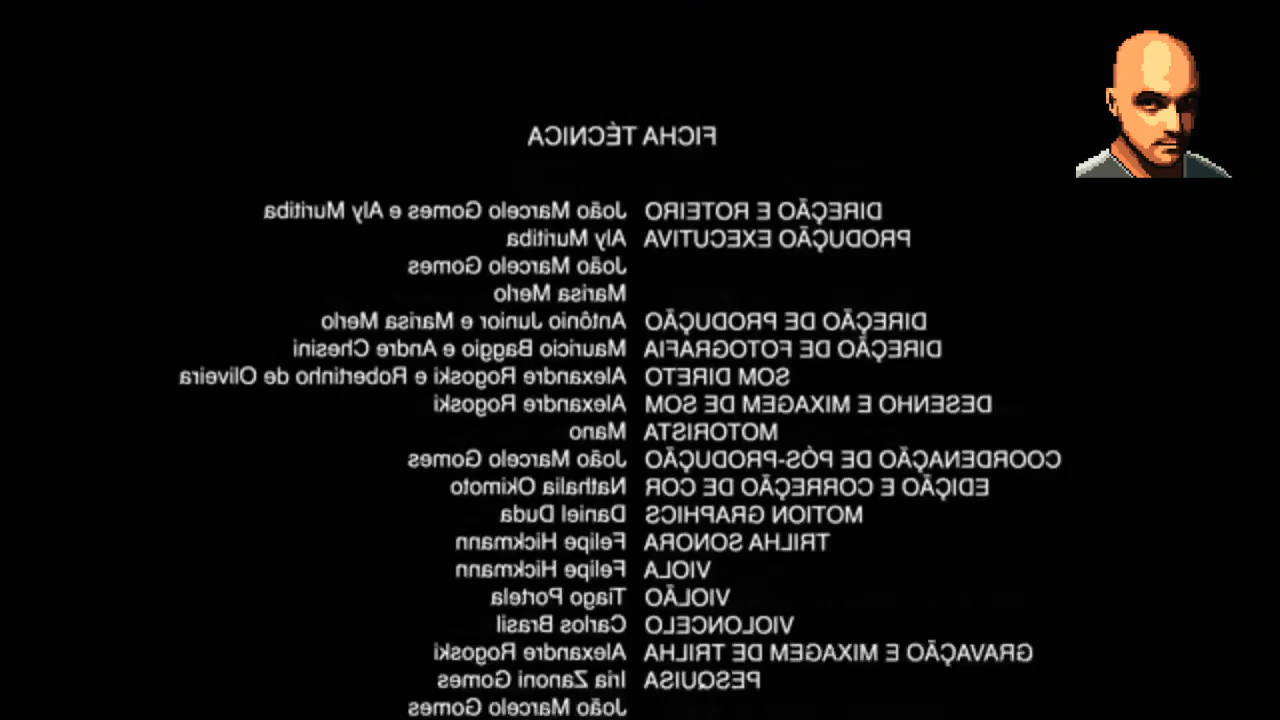 FICHA TÉCNICA
DIREÇÃO E ROTEIRO João Marcelo Gomes e Aly Muritiba
PRODUÇÃO EXECUTIVA Aly Muritiba
João Marcelo Gomes
Marisa Merlo
DIREÇÃO DE PRODUÇÃO Antônio Junior e Marisa Merlo
DIREÇÃO DE FOTOGRAFIA Mauricio Baggio e Andre Chesini
SOM DIRETO Alexandre Rogoski e Robertinho de Oliveira
DESENHO E MIXAGEM DE SOM Alexandre Rogoski
MOTORISTA Mano
COORDENAÇÃO DE PÓS-PRODUÇÃO João Marcelo Gomes
EDIÇÃO E CORREÇÃO DE COR Nathalia Okimoto
MOTION GRAPHICS Daniel Duda
TRILHA SONORA Felipe Hickmann
VIOLA Felipe Hickmann
VIOLÃO Tiago Portela
VIOLONCELO Carlos Brasil
GRAVAÇÃO E MIXAGEM DE TRILHA Alexandre Rogoski
PESQUISA Iria Zanoni Gomes
João Marcelo Gomes